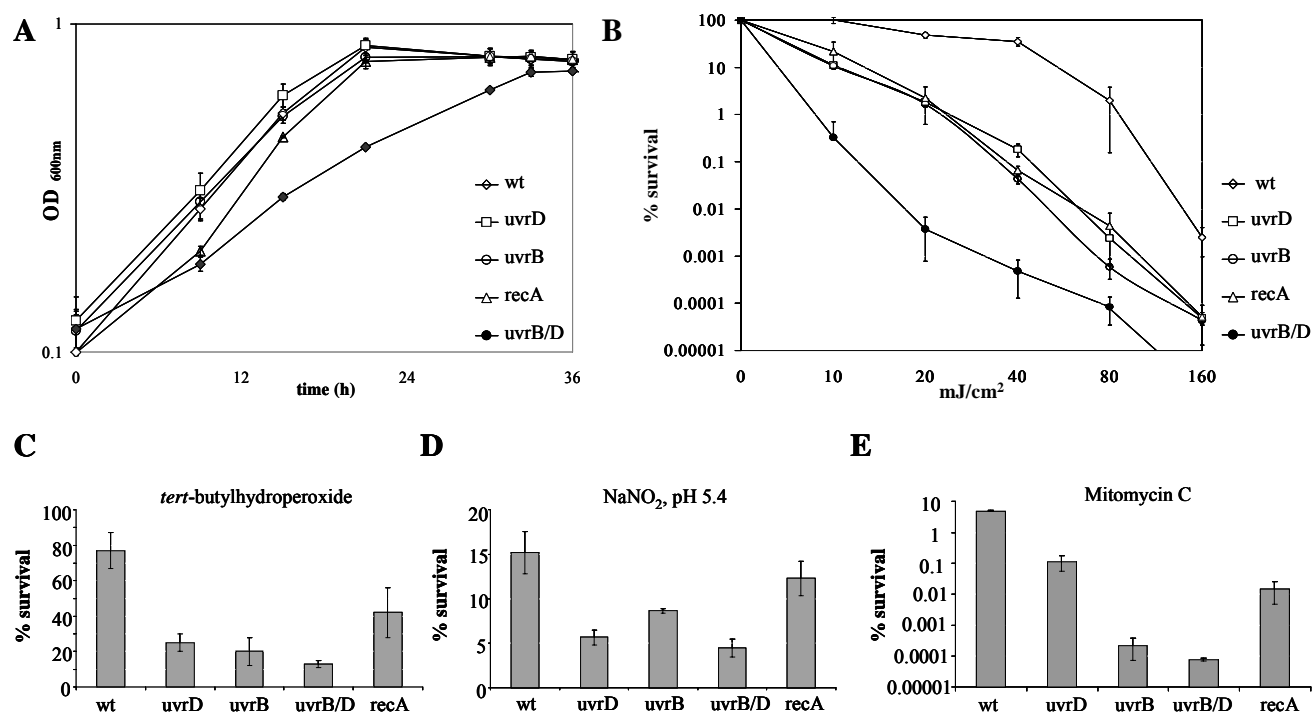 A
1
OD 600nm
0.1
0
12
24
36
time (h)
wt
uvrD
uvrB
recA
uvrB/D
B
100
10
1
0.1
0.01
0.001
0.0001
0.00001
% survival
0
10
20
40
80
160
mJ/cm2
wt
uvrD
uvrB
recA
uvrB/D
C
tert-butylhydroperoxide
% survival
100
80
60
40
20
0
wt
uvrD
uvrB
uvrB/D
recA
D
NaNO2, pH 5.4
% survival
20
15
10
5
0
wt
uvrD
uvrB
uvrB/D
recA
E
Mitomycin C
% survival
10
1
0.1
0.01
0.001
0.0001
0.00001
wt
uvrD
uvrB
uvrB/D
recA